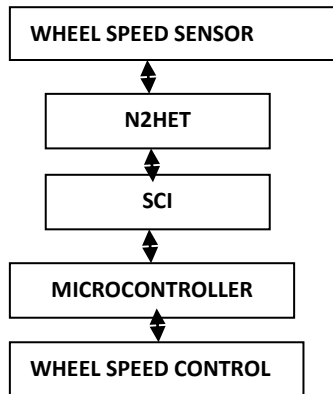 WHEEL SPEED SENSOR
N2HET
SCI
MICROCONTROLLER
WHEEL SPEED CONTROL